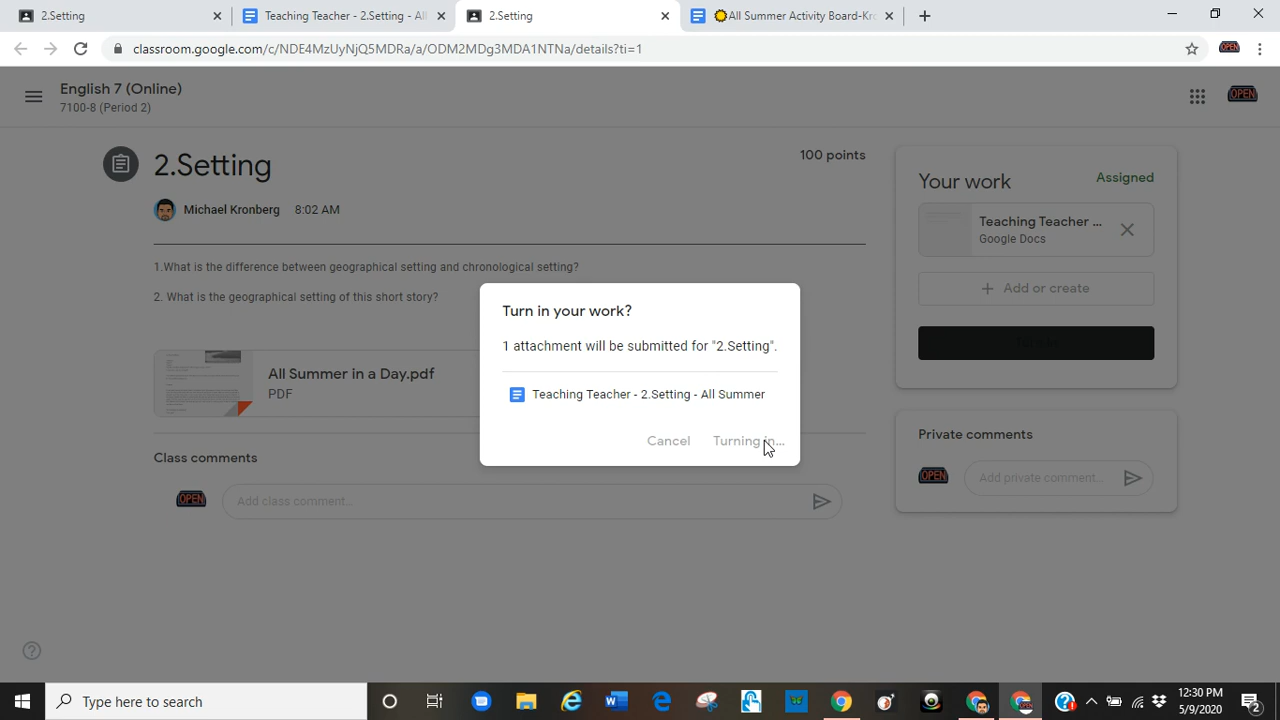 2.Setting
Teaching Teacher - 2.Setting - All
2.Setting
All Summer Activity Board-Kro
classroom.google.com/c/NDE4MzUyNjQ5MDRa/a/ODM2MDg3MDA1NTNa/details?ti=1
OPEN
English 7 (Online)
7100-8 (Period 2)
OPEN
2.Setting
100 points
Michael Kronberg 8:02 AM
1.What is the difference between geographical setting and chronological setting?
2. What is the geographical setting of this short story?
All Summer in a Day.pdf
PDF
Class comments
OPEN
Add class comment...
Your work
Assigned
Teaching Teacher ...
Google Docs
+ Add or create
Private comments
OPEN
Add private comment...
Turn in your work?
1 attachment will be submitted for "2.Setting".
Teaching Teacher - 2.Setting - All Summer
Cancel
Turning in...
Type here to search
12:30 PM
5/9/2020
2